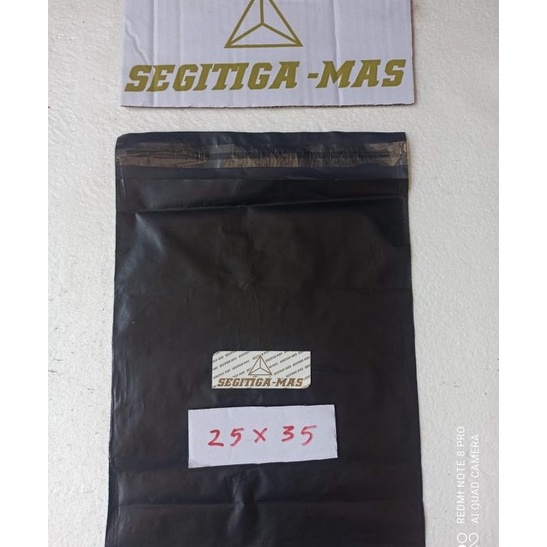 SEGITIGA-MAS
SEGITIGA-MAS
25 x 35
REDMI NOTE 8 PRO
AI QUAD CAMERA